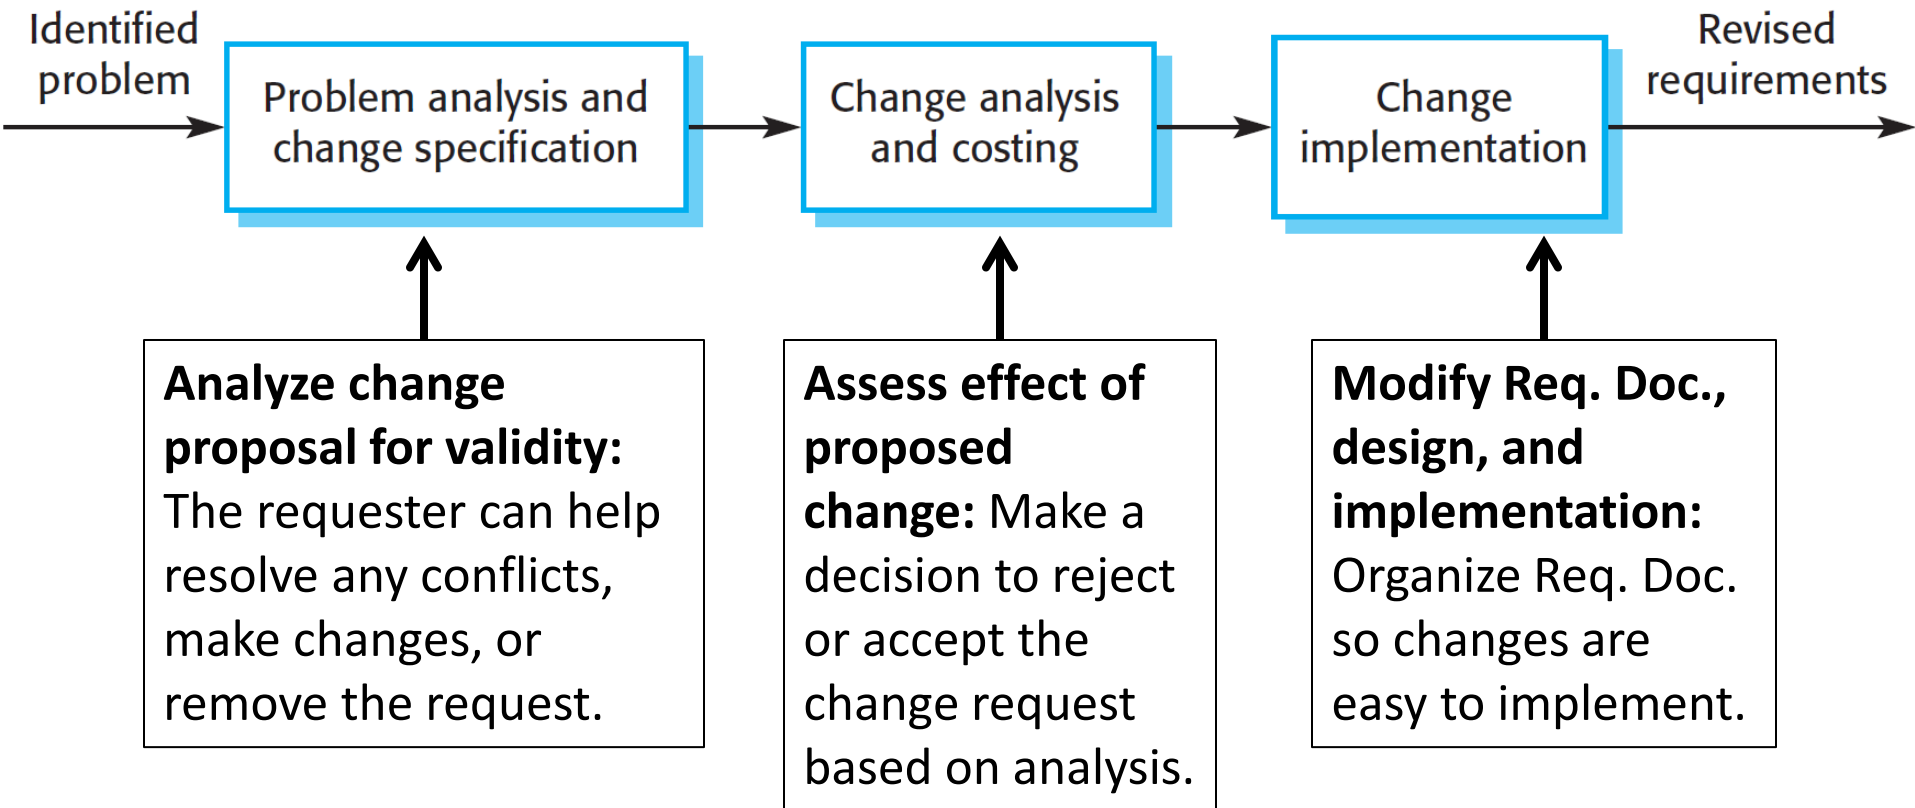 Identified
problem
Problem analysis and
change specification
Change analysis
and costing
Change
implementation
Revised
requirements
Analyze change
proposal for validity:
The requester can help
resolve any conflicts,
make changes, or
remove the request.
Assess effect of
proposed
change: Make a
decision to reject
or accept the
change request
based on analysis.
Modify Req. Doc.,
design, and
implementation:
Organize Req. Doc.
so changes are
easy to implement.